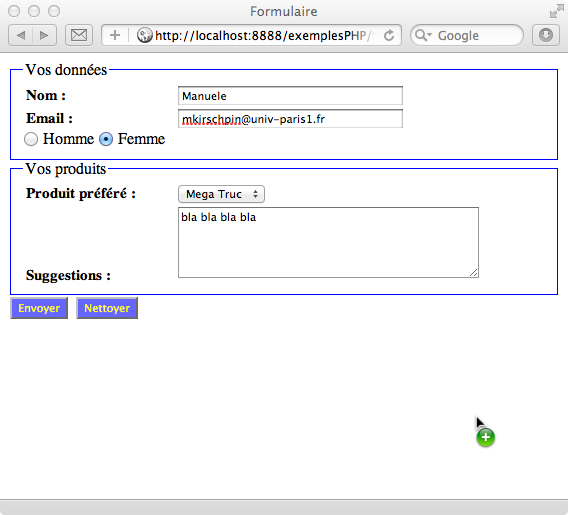 Formulaire
http://localhost:8888/exemplesPHP/
Google
Vos données
Nom : Manuele
Email : mkirschpin@univ-paris1.fr
Homme Femme
Vos produits
Produit préféré : Mega Truc
bla bla bla bla
Suggestions :
Envoyer Nettoyer